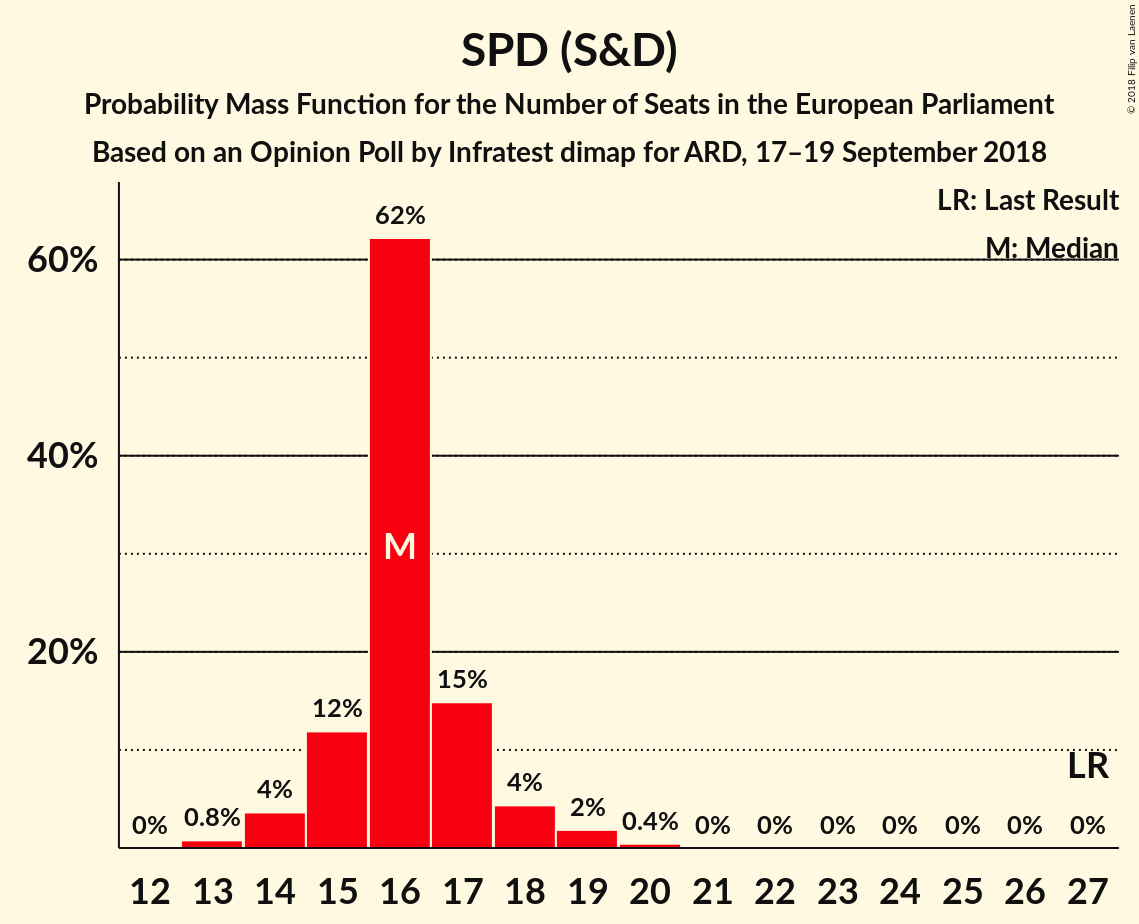 SPD (S&D)
Probability Mass Function for the Number of Seats in the European Parliament
Based on an Opinion Poll by Infratest dimap for ARD, 17–19 September 2018
© 2018 Filip van Laenen
LR: Last Result
M: Median
60%
40%
20%
62%
M
15%
12%
4%
4%
2%
0.8%
0.4%
0%
0%
0%
0%
0%
0%
0%
0%
LR
12 13 14 15 16 17 18 19 20 21 22 23 24 25 26 27